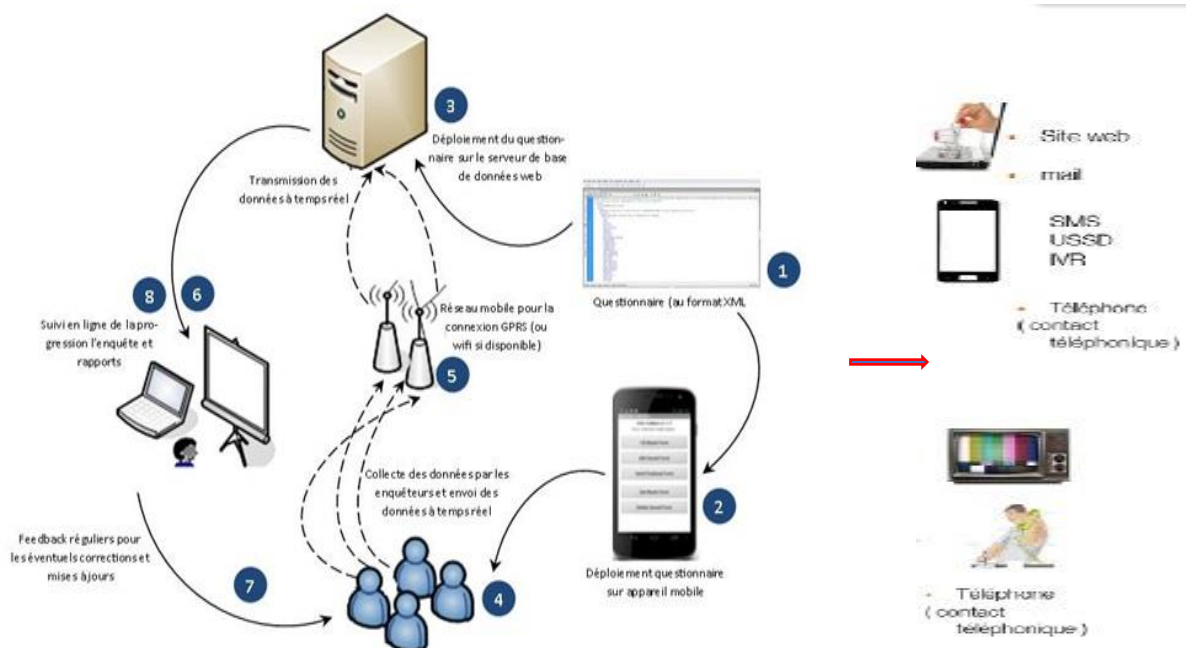 3
Déploiement du question-
naire sur le serveur de base
de données web
Transmission des
données à temps réel
1
Questionnaire (au format XML
8
6
Suivi en ligne de la pro-
gression l'enquête et
rapports
Réseau mobile pour la
connexion GPRS (ou
wifi si disponible)
5
2
Déploiement questionnaire
sur appareil mobile
Collecte des données par les
enquêteurs et envoi des
données à temps réel
4
Feedback réguliers pour
les éventuels corrections et
mises à jours
7
• Site web
• mail
SMS
USSD
IVR
• Téléphone
( contact
téléphonique )
• Téléphone
( contact
téléphonique )